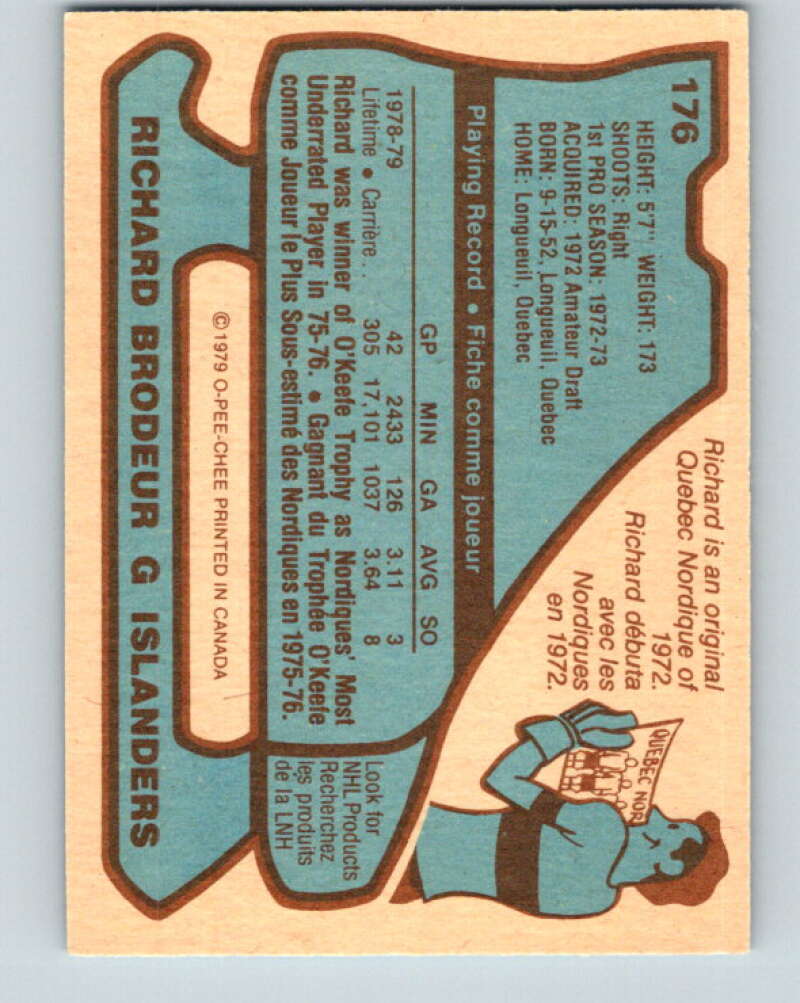 176
HEIGHT: 5'7", WEIGHT: 173
SHOOTS: Right
1st PRO SEASON: 1972-73
ACQUIRED: 1972 Amateur Draft
BORN: 9-15-52, Longueuil, Quebec
HOME: Longueuil, Quebec
Richard is an original
Quebec Nordique of
1972.
Richard débuta
avec les
Nordiques
en 1972.
QUEBEC NOR
Playing Record • Fiche comme joueur
GP MIN GA AVG SO
1978-79 42 2433 126 3.11 3
Lifetime • Carrière . . 305 17,101 1037 3.64 8
Richard was winner of O'Keefe Trophy as Nordiques' Most
Underrated Player in 75-76. • Gagnant du Trophée O'Keefe
comme Joueur le Plus Sous-estimé des Nordiques en 1975-76.
Look for
NHL Products
Recherchez
les produits
de la LNH
©1979 O-PEE-CHEE PRINTED IN CANADA
RICHARD BRODEUR G ISLANDERS